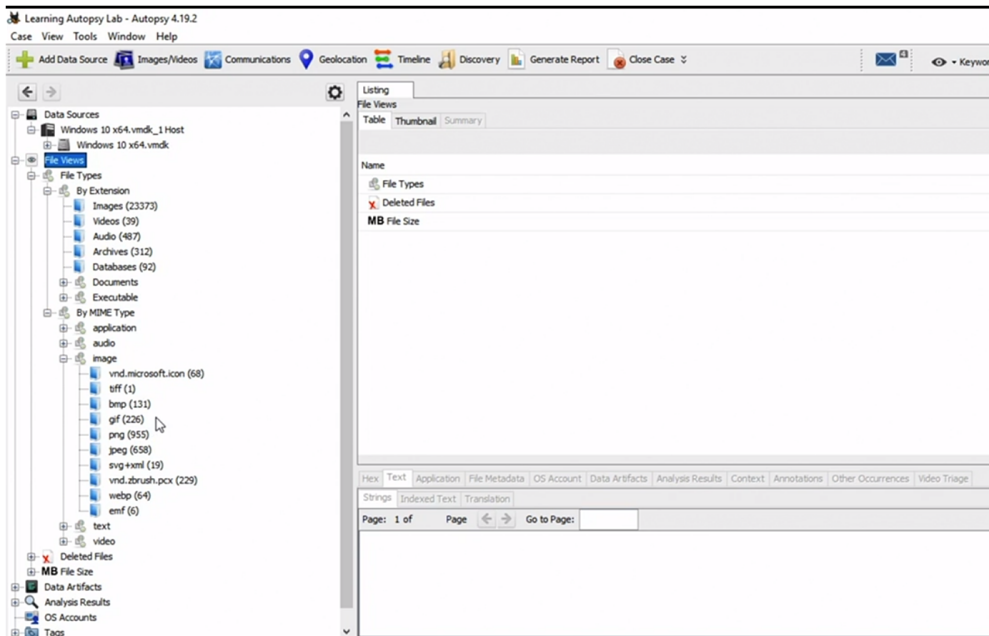 Learning Autopsy Lab - Autopsy 4.19.2
Case View Tools Window Help
Add Data Source Images/Videos Communications Geolocation Timeline Discovery Generate Report Close Case Keywor
Listing
File Views
Table Thumbnail Summary
Name
File Types
Deleted Files
MB File Size
Data Sources
Windows 10 x64.vmdk_1 Host
Windows 10 x64.vmdk
File Views
File Types
By Extension
Images (23373)
Videos (39)
Audio (487)
Archives (312)
Databases (92)
Documents
Executable
By MIME Type
application
audio
image
vnd.microsoft.icon (68)
tiff (1)
bmp (131)
gif (226)
png (955)
jpeg (658)
svg+xml (19)
vnd.zbrush.pcx (229)
webp (64)
emf (6)
text
video
Deleted Files
MB File Size
Data Artifacts
Analysis Results
OS Accounts
Tags
Hex Text Application File Metadata OS Account Data Artifacts Analysis Results Context Annotations Other Occurrences Video Triage
Strings Indexed Text Translation
Page: 1 of Page Go to Page: